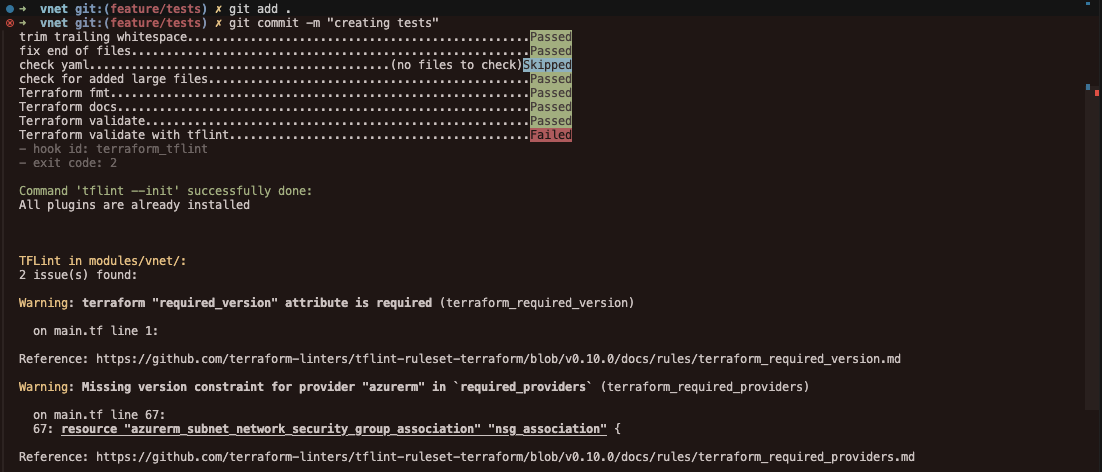 ➜  vnet git:(feature/tests) ✗ git add .
➜  vnet git:(feature/tests) ✗ git commit -m "creating tests"
trim trailing whitespace.................................................Passed
fix end of files.........................................................Passed
check yaml...........................................(no files to check)Skipped
check for added large files..............................................Passed
Terraform fmt............................................................Passed
Terraform docs...........................................................Passed
Terraform validate.......................................................Passed
Terraform validate with tflint...........................................Failed
- hook id: terraform_tflint
- exit code: 2
Command 'tflint --init' successfully done:
All plugins are already installed
TFLint in modules/vnet/:
2 issue(s) found:
Warning: terraform "required_version" attribute is required (terraform_required_version)
on main.tf line 1:
Reference: https://github.com/terraform-linters/tflint-ruleset-terraform/blob/v0.10.0/docs/rules/terraform_required_version.md
Warning: Missing version constraint for provider "azurerm" in `required_providers` (terraform_required_providers)
on main.tf line 67:
67: resource "azurerm_subnet_network_security_group_association" "nsg_association" {
Reference: https://github.com/terraform-linters/tflint-ruleset-terraform/blob/v0.10.0/docs/rules/terraform_required_providers.md